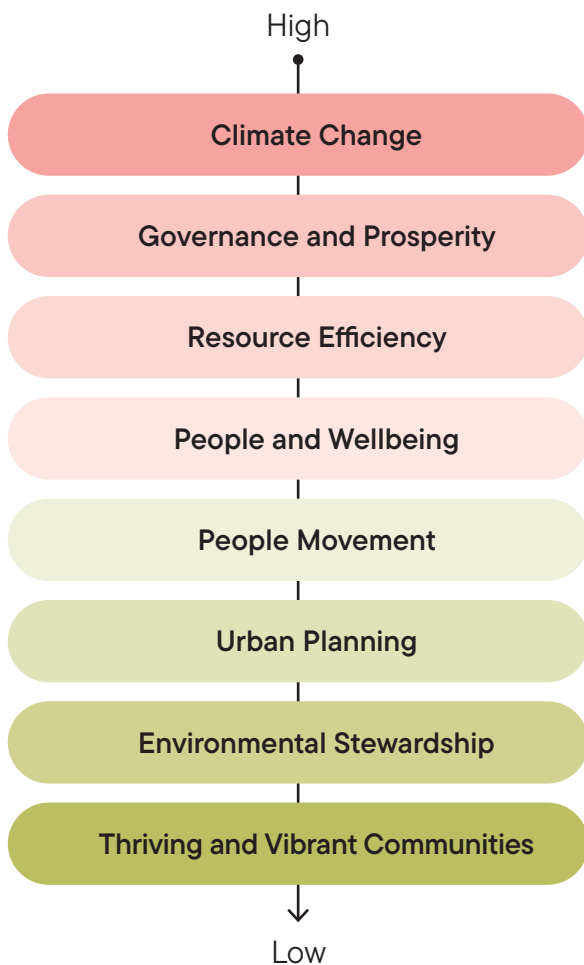 High
Climate Change
Governance and Prosperity
Resource Efficiency
People and Wellbeing
People Movement
Urban Planning
Environmental Stewardship
Thriving and Vibrant Communities
Low